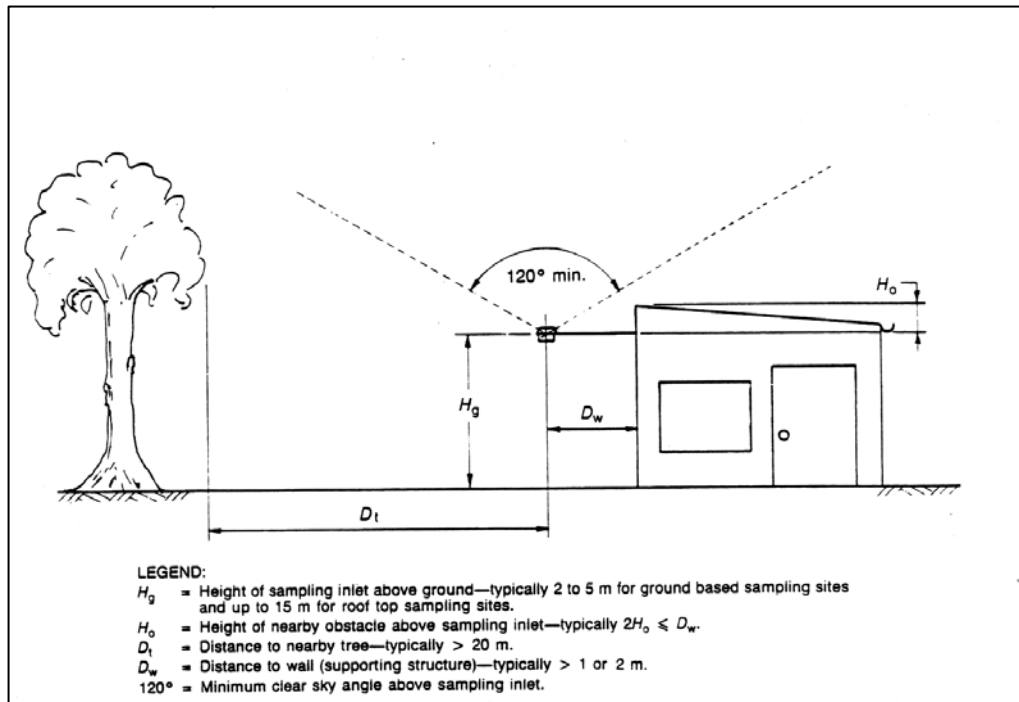 120° min.
Hₒ
H_g
D_w
D_t
LEGEND:
H_g = Height of sampling inlet above ground—typically 2 to 5 m for ground based sampling sites
and up to 15 m for roof top sampling sites.
Hₒ = Height of nearby obstacle above sampling inlet—typically 2Hₒ ⩽ D_w.
D_t = Distance to nearby tree—typically > 20 m.
D_w = Distance to wall (supporting structure)—typically > 1 or 2 m.
120° = Minimum clear sky angle above sampling inlet.